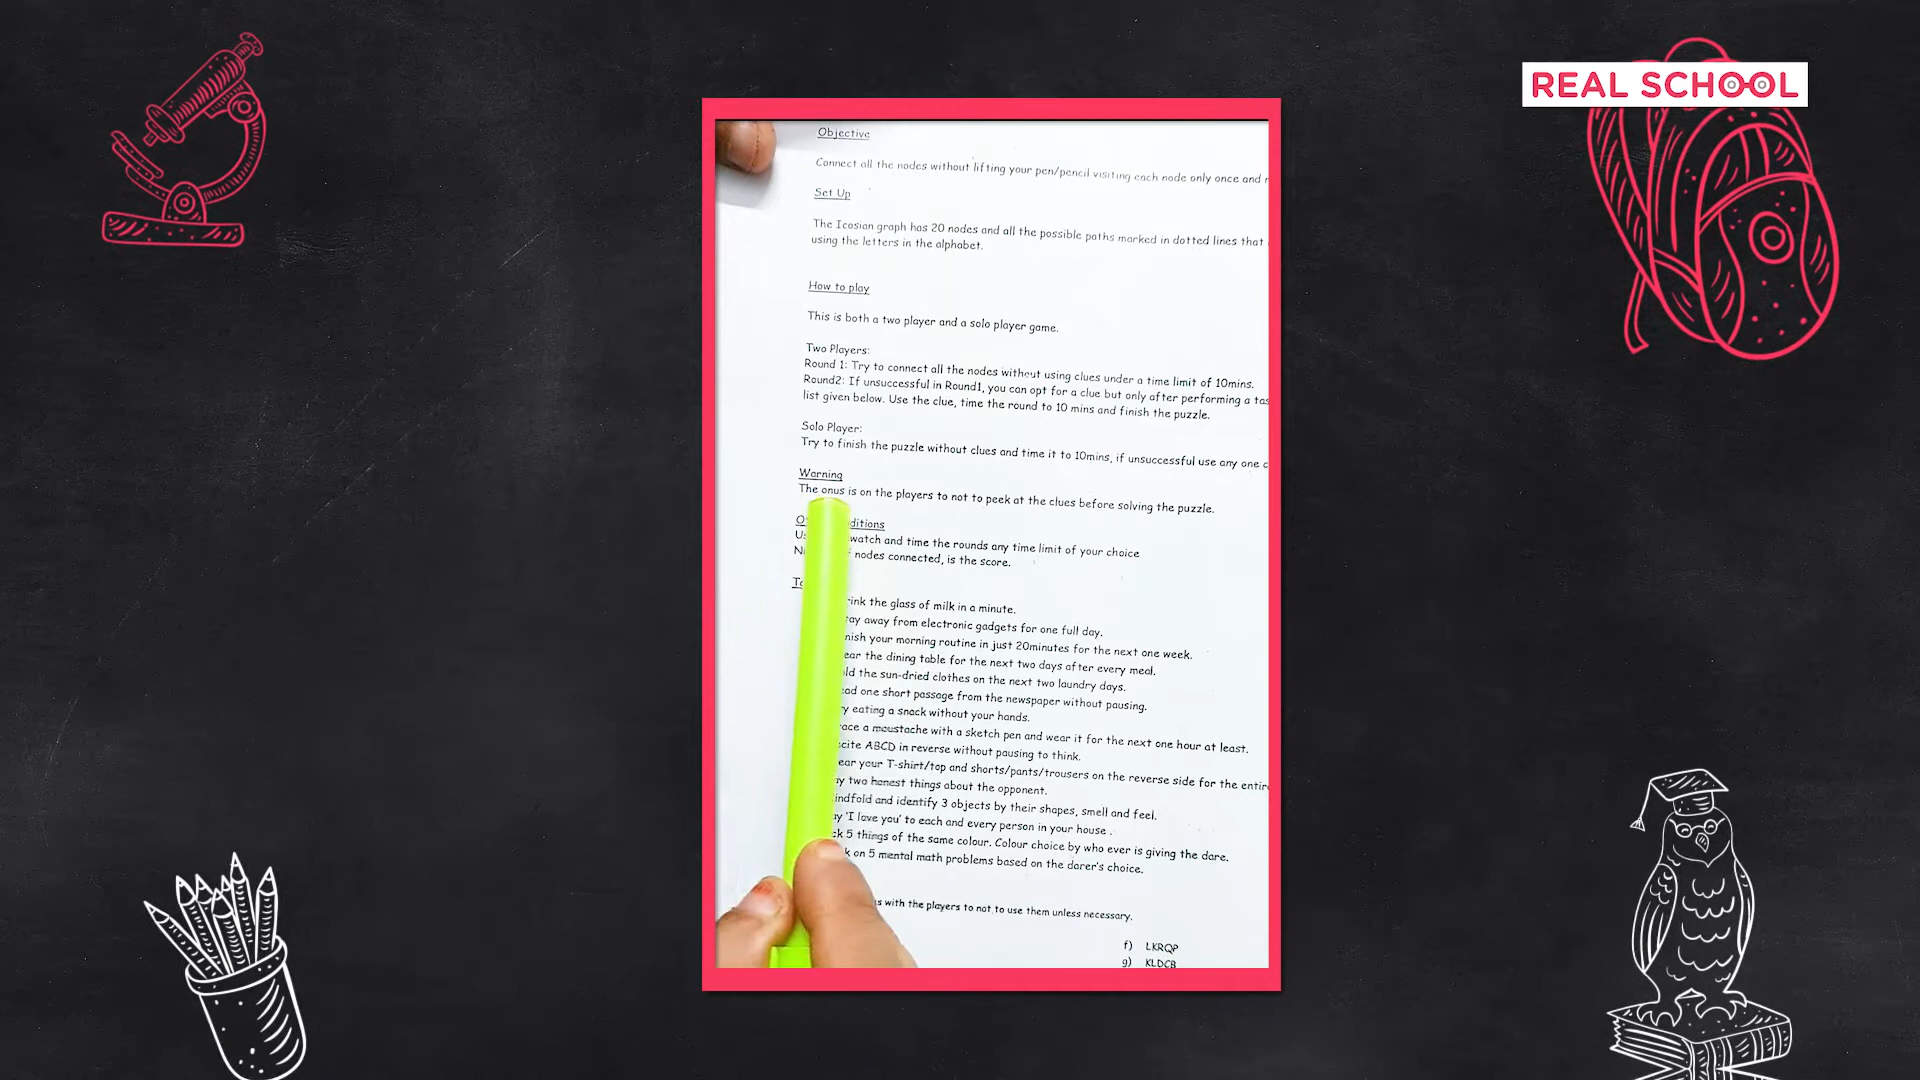 REAL SCHOOL
Objective
Connect all the nodes without lifting your pen/pencil visiting each node only once and
Set Up
The Icosian graph has 20 nodes and all the possible paths marked in dotted lines that
using the letters in the alphabet.
How to play
This is both a two player and a solo player game.
Two Players:
Round 1: Try to connect all the nodes without using clues under a time limit of 10mins.
Round2: If unsuccessful in Round1, you can opt for a clue but only after performing a
list given below. Use the clue, time the round to 10 mins and finish the puzzle.
Solo Player:
Try to finish the puzzle without clues and time it to 10mins, if unsuccessful use any one
Warning
The onus is on the players to not to peek at the clues before solving the puzzle.
ditions
watch and time the rounds any time limit of your choice
nodes connected, is the score.
rink the glass of milk in a minute.
ay away from electronic gadgets for one full day.
nish your morning routine in just 20minutes for the next one week.
ear the dining table for the next two days after every meal.
ld the sun-dried clothes on the next two laundry days.
ad one short passage from the newspaper without pausing.
ry eating a snack without your hands.
ace a moustache with a sketch pen and wear it for the next one hour at least.
cite ABCD in reverse without pausing to think.
ear your T-shirt/top and shorts/pants/trousers on the reverse side for the entir
ay two honest things about the opponent.
indfold and identify 3 objects by their shapes, smell and feel.
ay 'I love you' to each and every person in your house .
ck 5 things of the same colour. Colour choice by who ever is giving the dare.
k on 5 mental math problems based on the darer's choice.
s with the players to not to use them unless necessary.
f) LKRQP
g) KLDCB